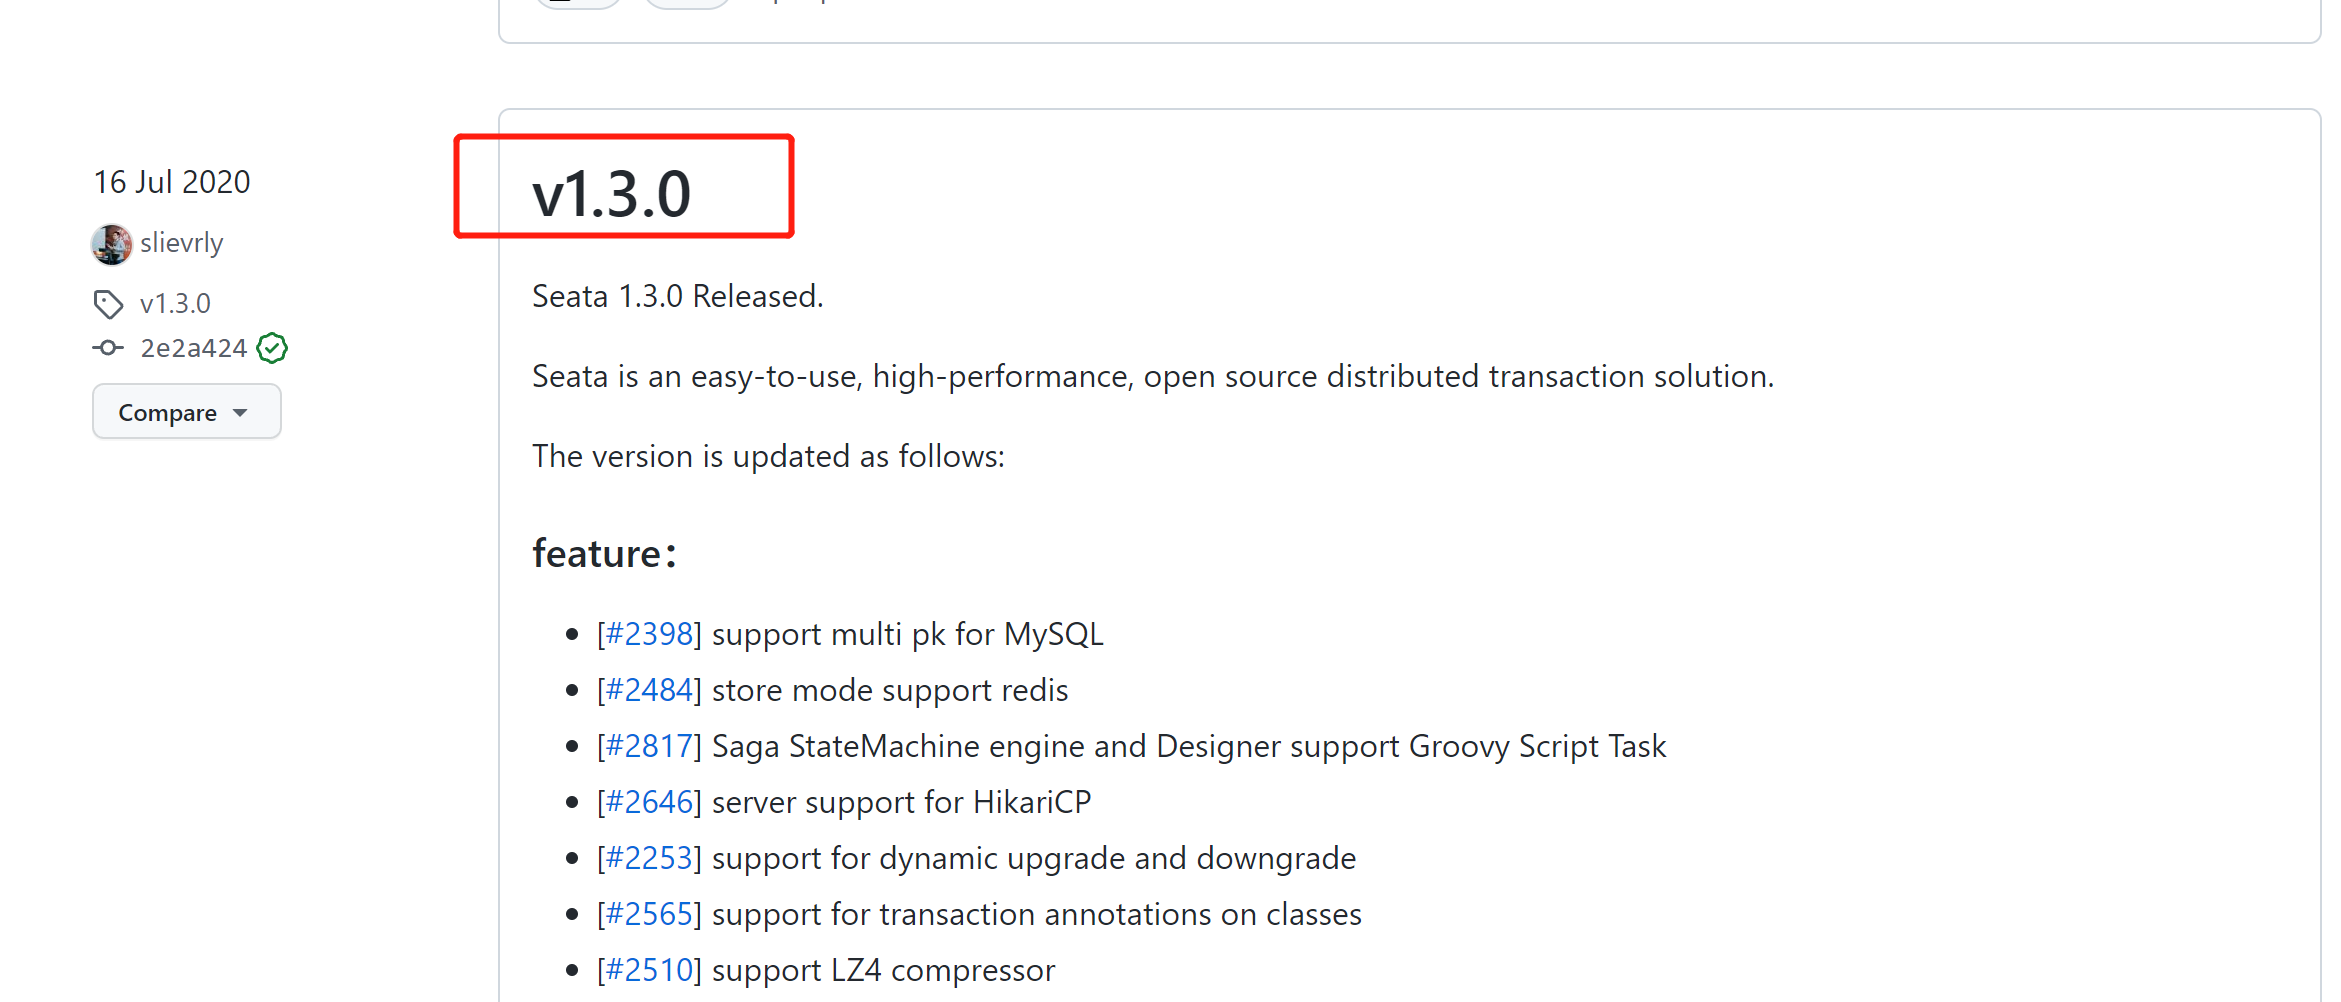 16 Jul 2020
slievrly
v1.3.0
2e2a424
Compare
v1.3.0
Seata 1.3.0 Released.
Seata is an easy-to-use, high-performance, open source distributed transaction solution.
The version is updated as follows:
feature：
[#2398] support multi pk for MySQL
[#2484] store mode support redis
[#2817] Saga StateMachine engine and Designer support Groovy Script Task
[#2646] server support for HikariCP
[#2253] support for dynamic upgrade and downgrade
[#2565] support for transaction annotations on classes
[#2510] support LZ4 compressor